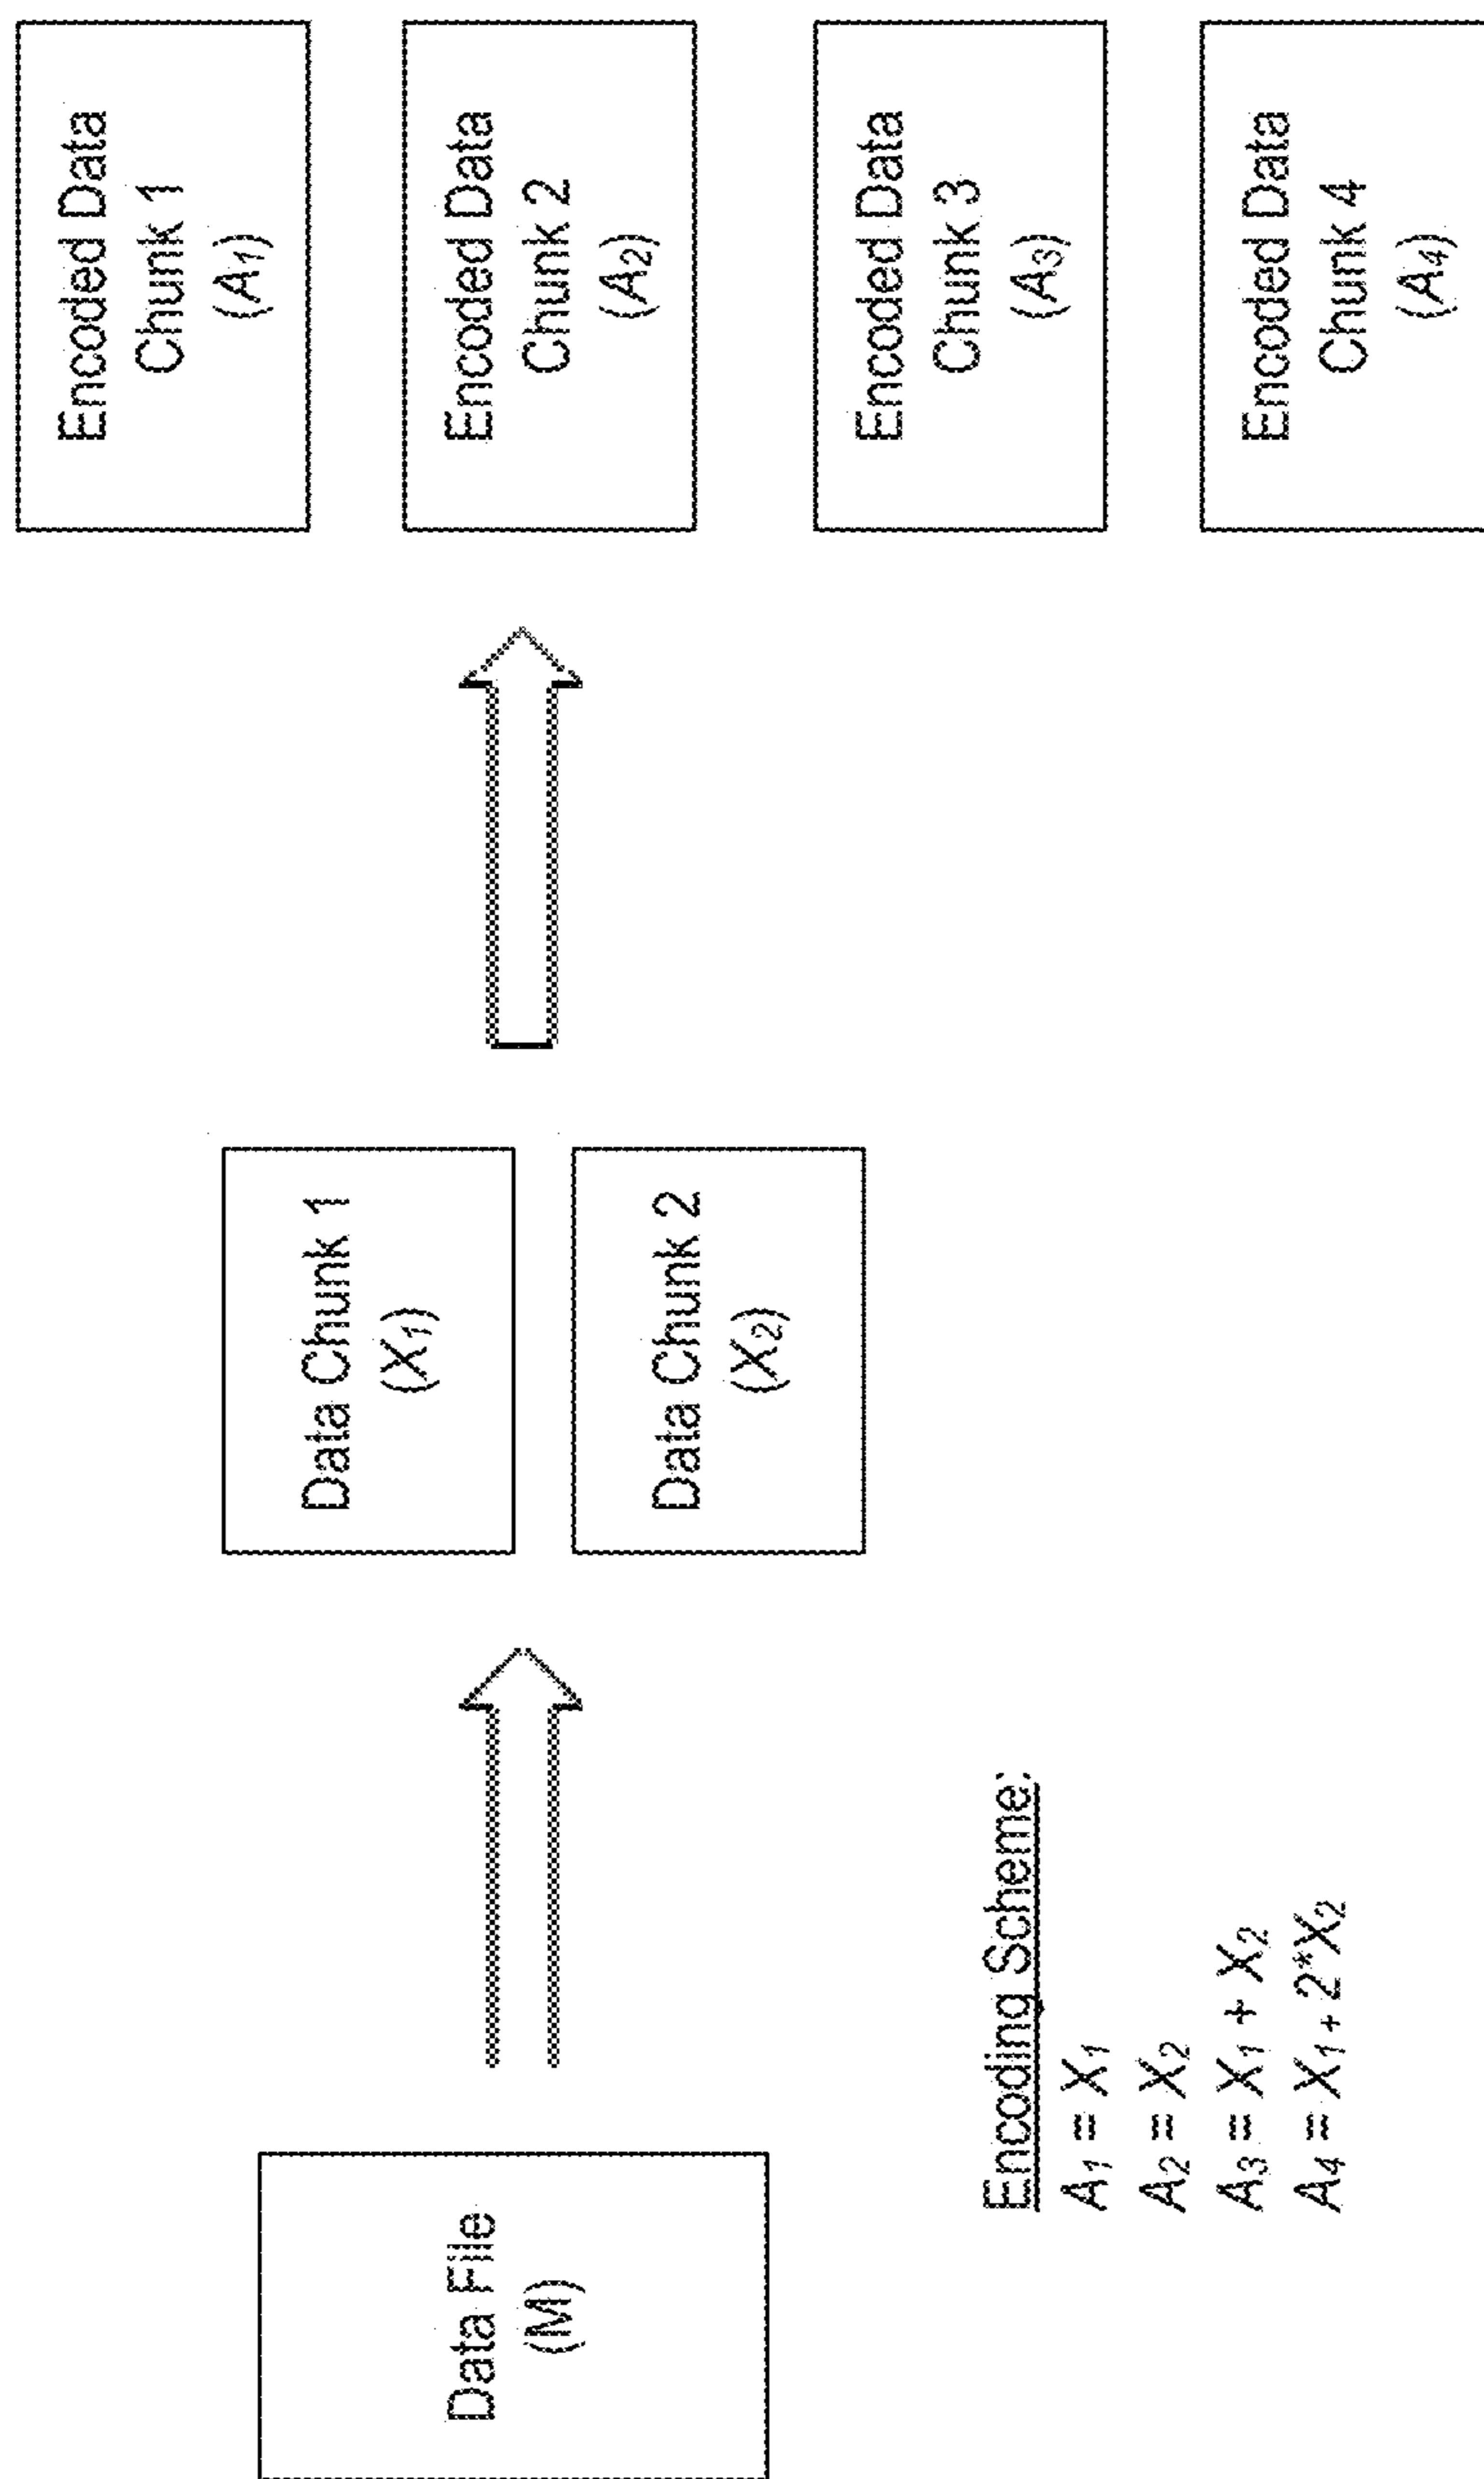 Data File
(M)
Data Chunk 1
(X1)
Data Chunk 2
(X2)
Encoded Data
Chunk 1
(A1)
Encoded Data
Chunk 2
(A2)
Encoded Data
Chunk 3
(A3)
Encoded Data
Chunk 4
(A4)
Encoding Scheme:
A1 = X1
A2 = X2
A3 = X1 + X2
A4 = X1 + 2*X2